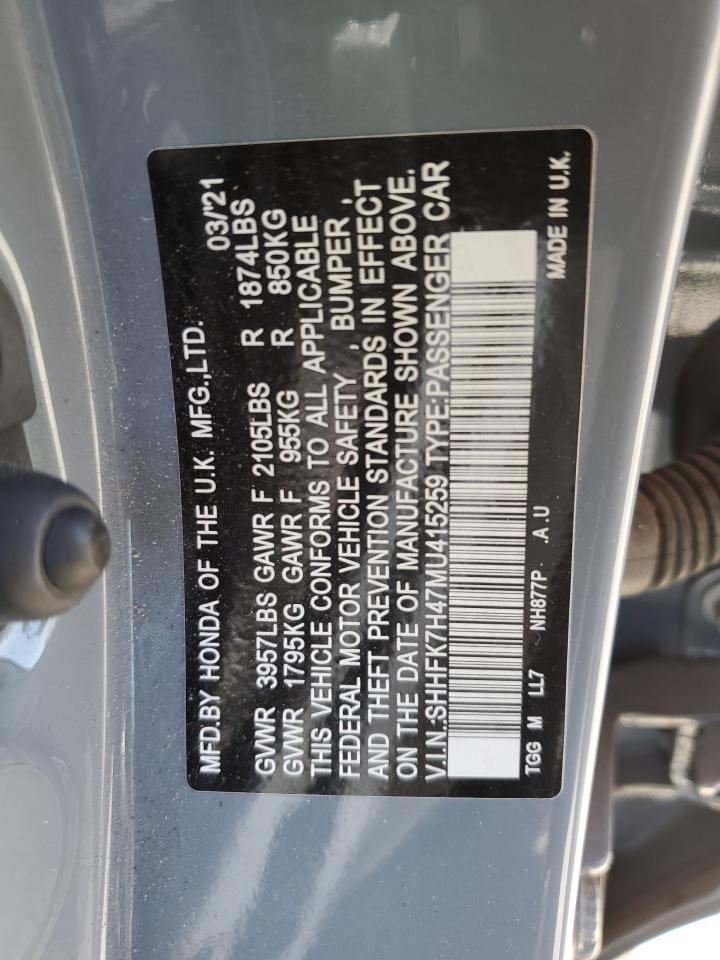 MFD.BY HONDA OF THE U.K. MFG.,LTD. 03/'21
GVWR 3957LBS GAWR F 2105LBS R 1874LBS
GVWR 1795KG GAWR F 955KG R 850KG
THIS VEHICLE CONFORMS TO ALL APPLICABLE
FEDERAL MOTOR VEHICLE SAFETY , BUMPER ,
AND THEFT PREVENTION STANDARDS IN EFFECT
ON THE DATE OF MANUFACTURE SHOWN ABOVE.
V.I.N.:SHHFK7H47MU415259 TYPE:PASSENGER CAR
TGG M LL7 ~ NH877P .A.U MADE IN U.K.